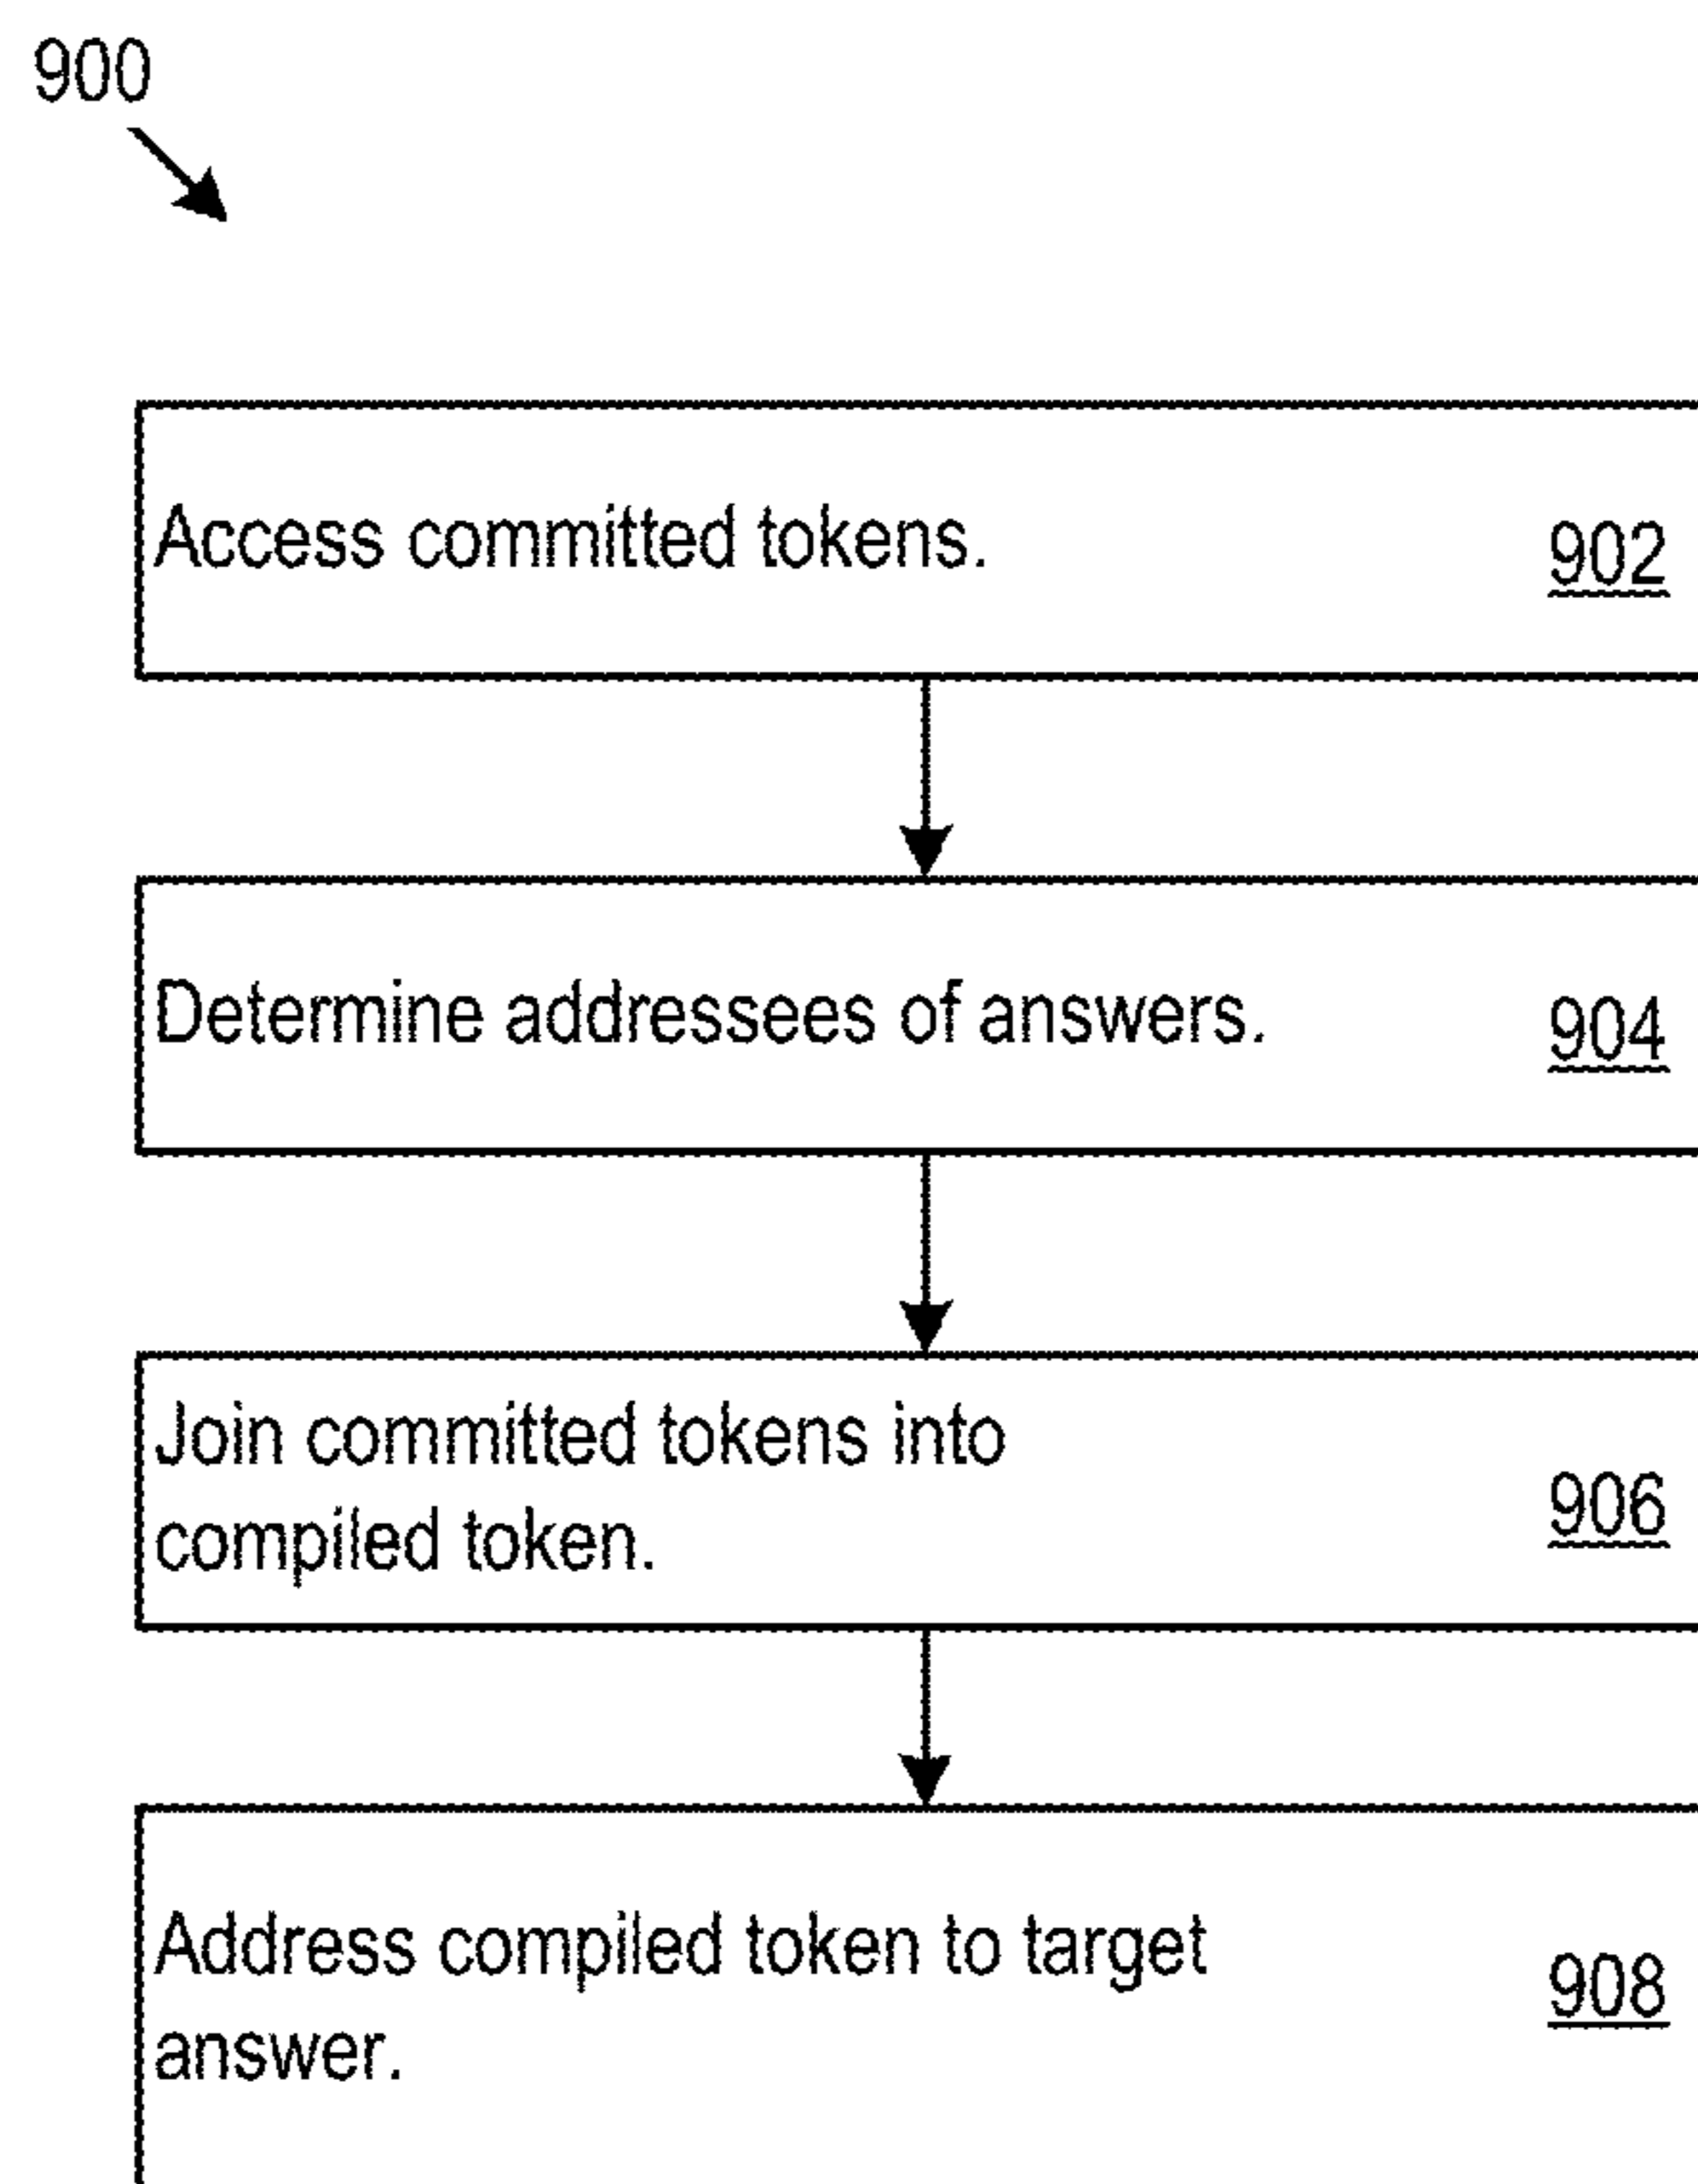 900
Access committed tokens. 902
Determine addressees of answers. 904
Join committed tokens into
compiled token. 906
Address compiled token to target
answer. 908